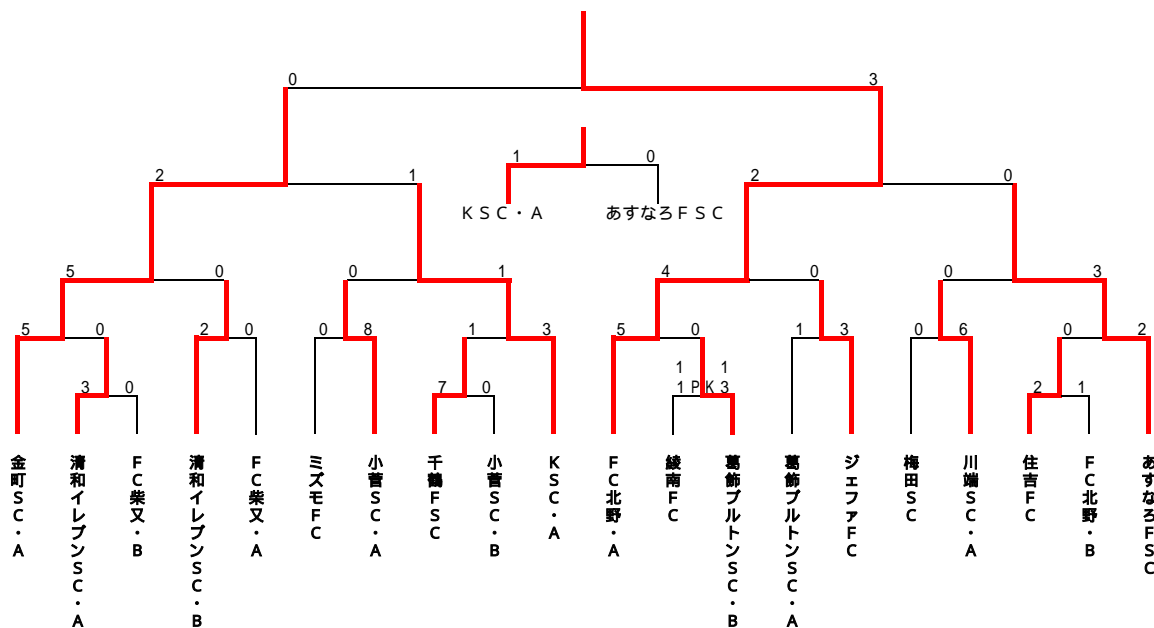 0 3
1 0
2 1 2 0
KSC・A あすなろFSC
5 0 0 1 4 0 0 3
5 0 2 0 0 8 1 3 5 0 1 3 0 6 0 2
1 1
3 0 7 0 1PK3 2 1
金町SC・A
清和イレブンSC・A
FC柴又・B
清和イレブンSC・B
FC柴又・A
ミズモFC
小菅SC・A
千鶴FSC
小菅SC・B
KSC・A
FC北野・A
綾南FC
葛飾ブルトンSC・B
葛飾ブルトンSC・A
ジェファFC
梅田SC
川端SC・A
住吉FC
FC北野・B
あすなろFSC